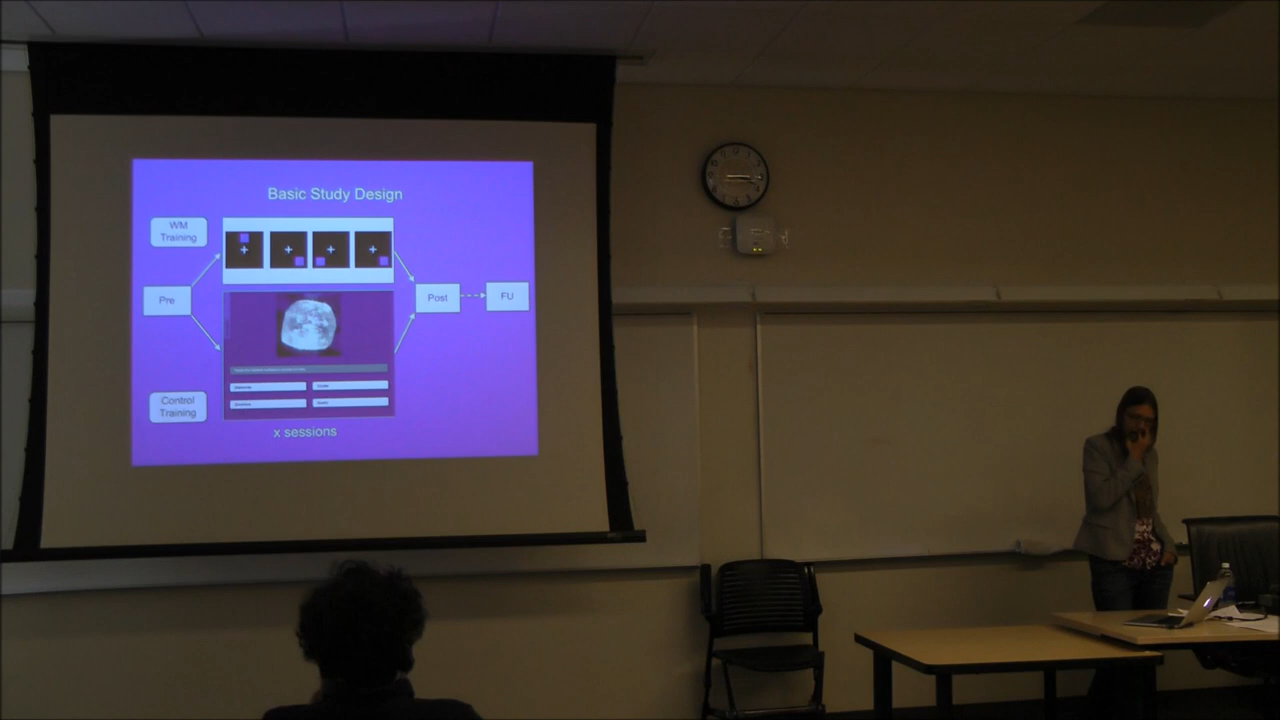 Basic Study Design
WM
Training
Pre
Post
FU
Control
Training
x sessions